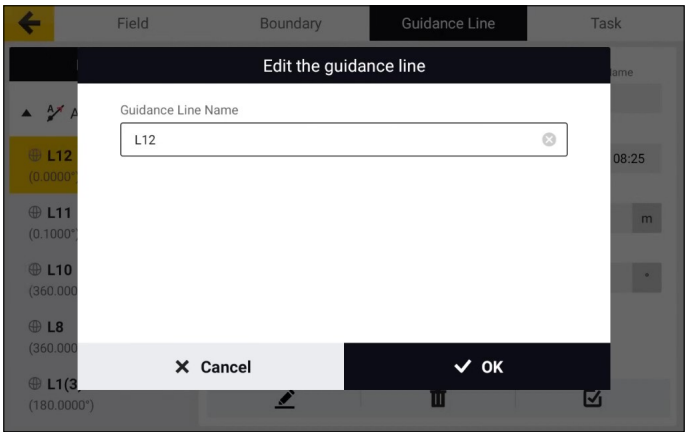 Field Boundary Guidance Line Task
Edit the guidance line
Guidance Line Name
L12
L12
(0.0000°)
08:25
L11
(0.1000°)
m
L10
(360.000
°
L8
(360.000
Cancel OK
L1(3)
(180.0000°)